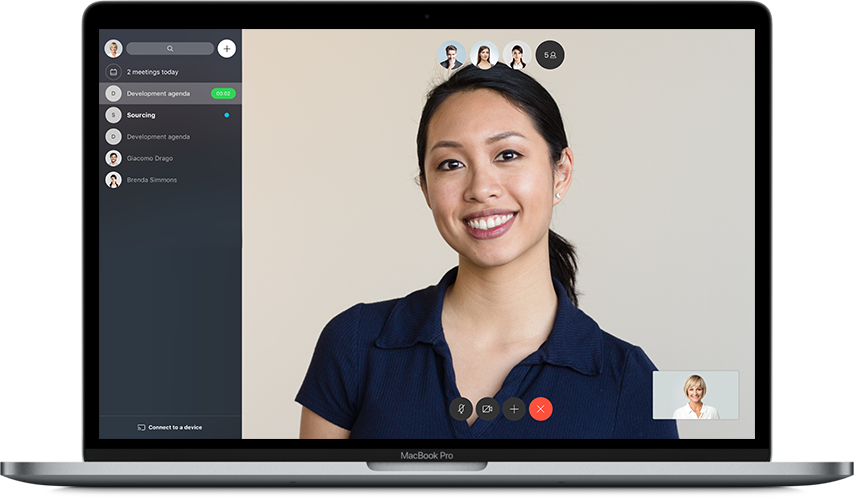 2 meetings today
D Development agenda 00:02
S Sourcing
D Development agenda
Giacomo Drago
Brenda Simmons
5
Connect to a device
MacBook Pro